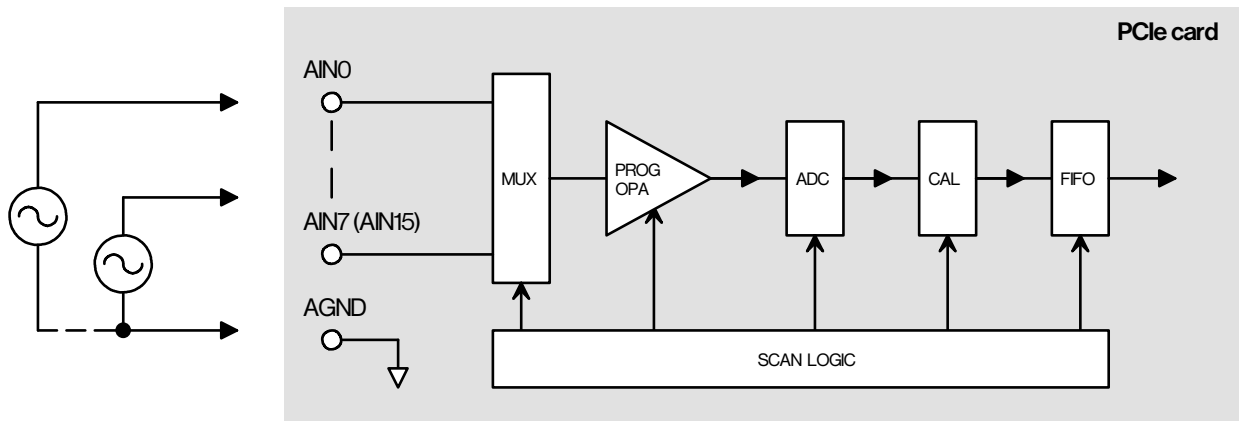 PCIe card
AIN0
MUX
PROG
OPA
ADC
CAL
FIFO
AIN7 (AIN15)
AGND
SCAN LOGIC